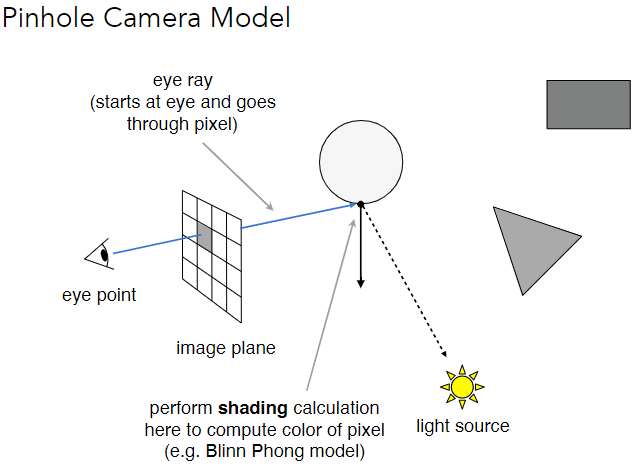 Pinhole Camera Model
eye ray
(starts at eye and goes
through pixel)
eye point
image plane
perform shading calculation
here to compute color of pixel
(e.g. Blinn Phong model)
light source